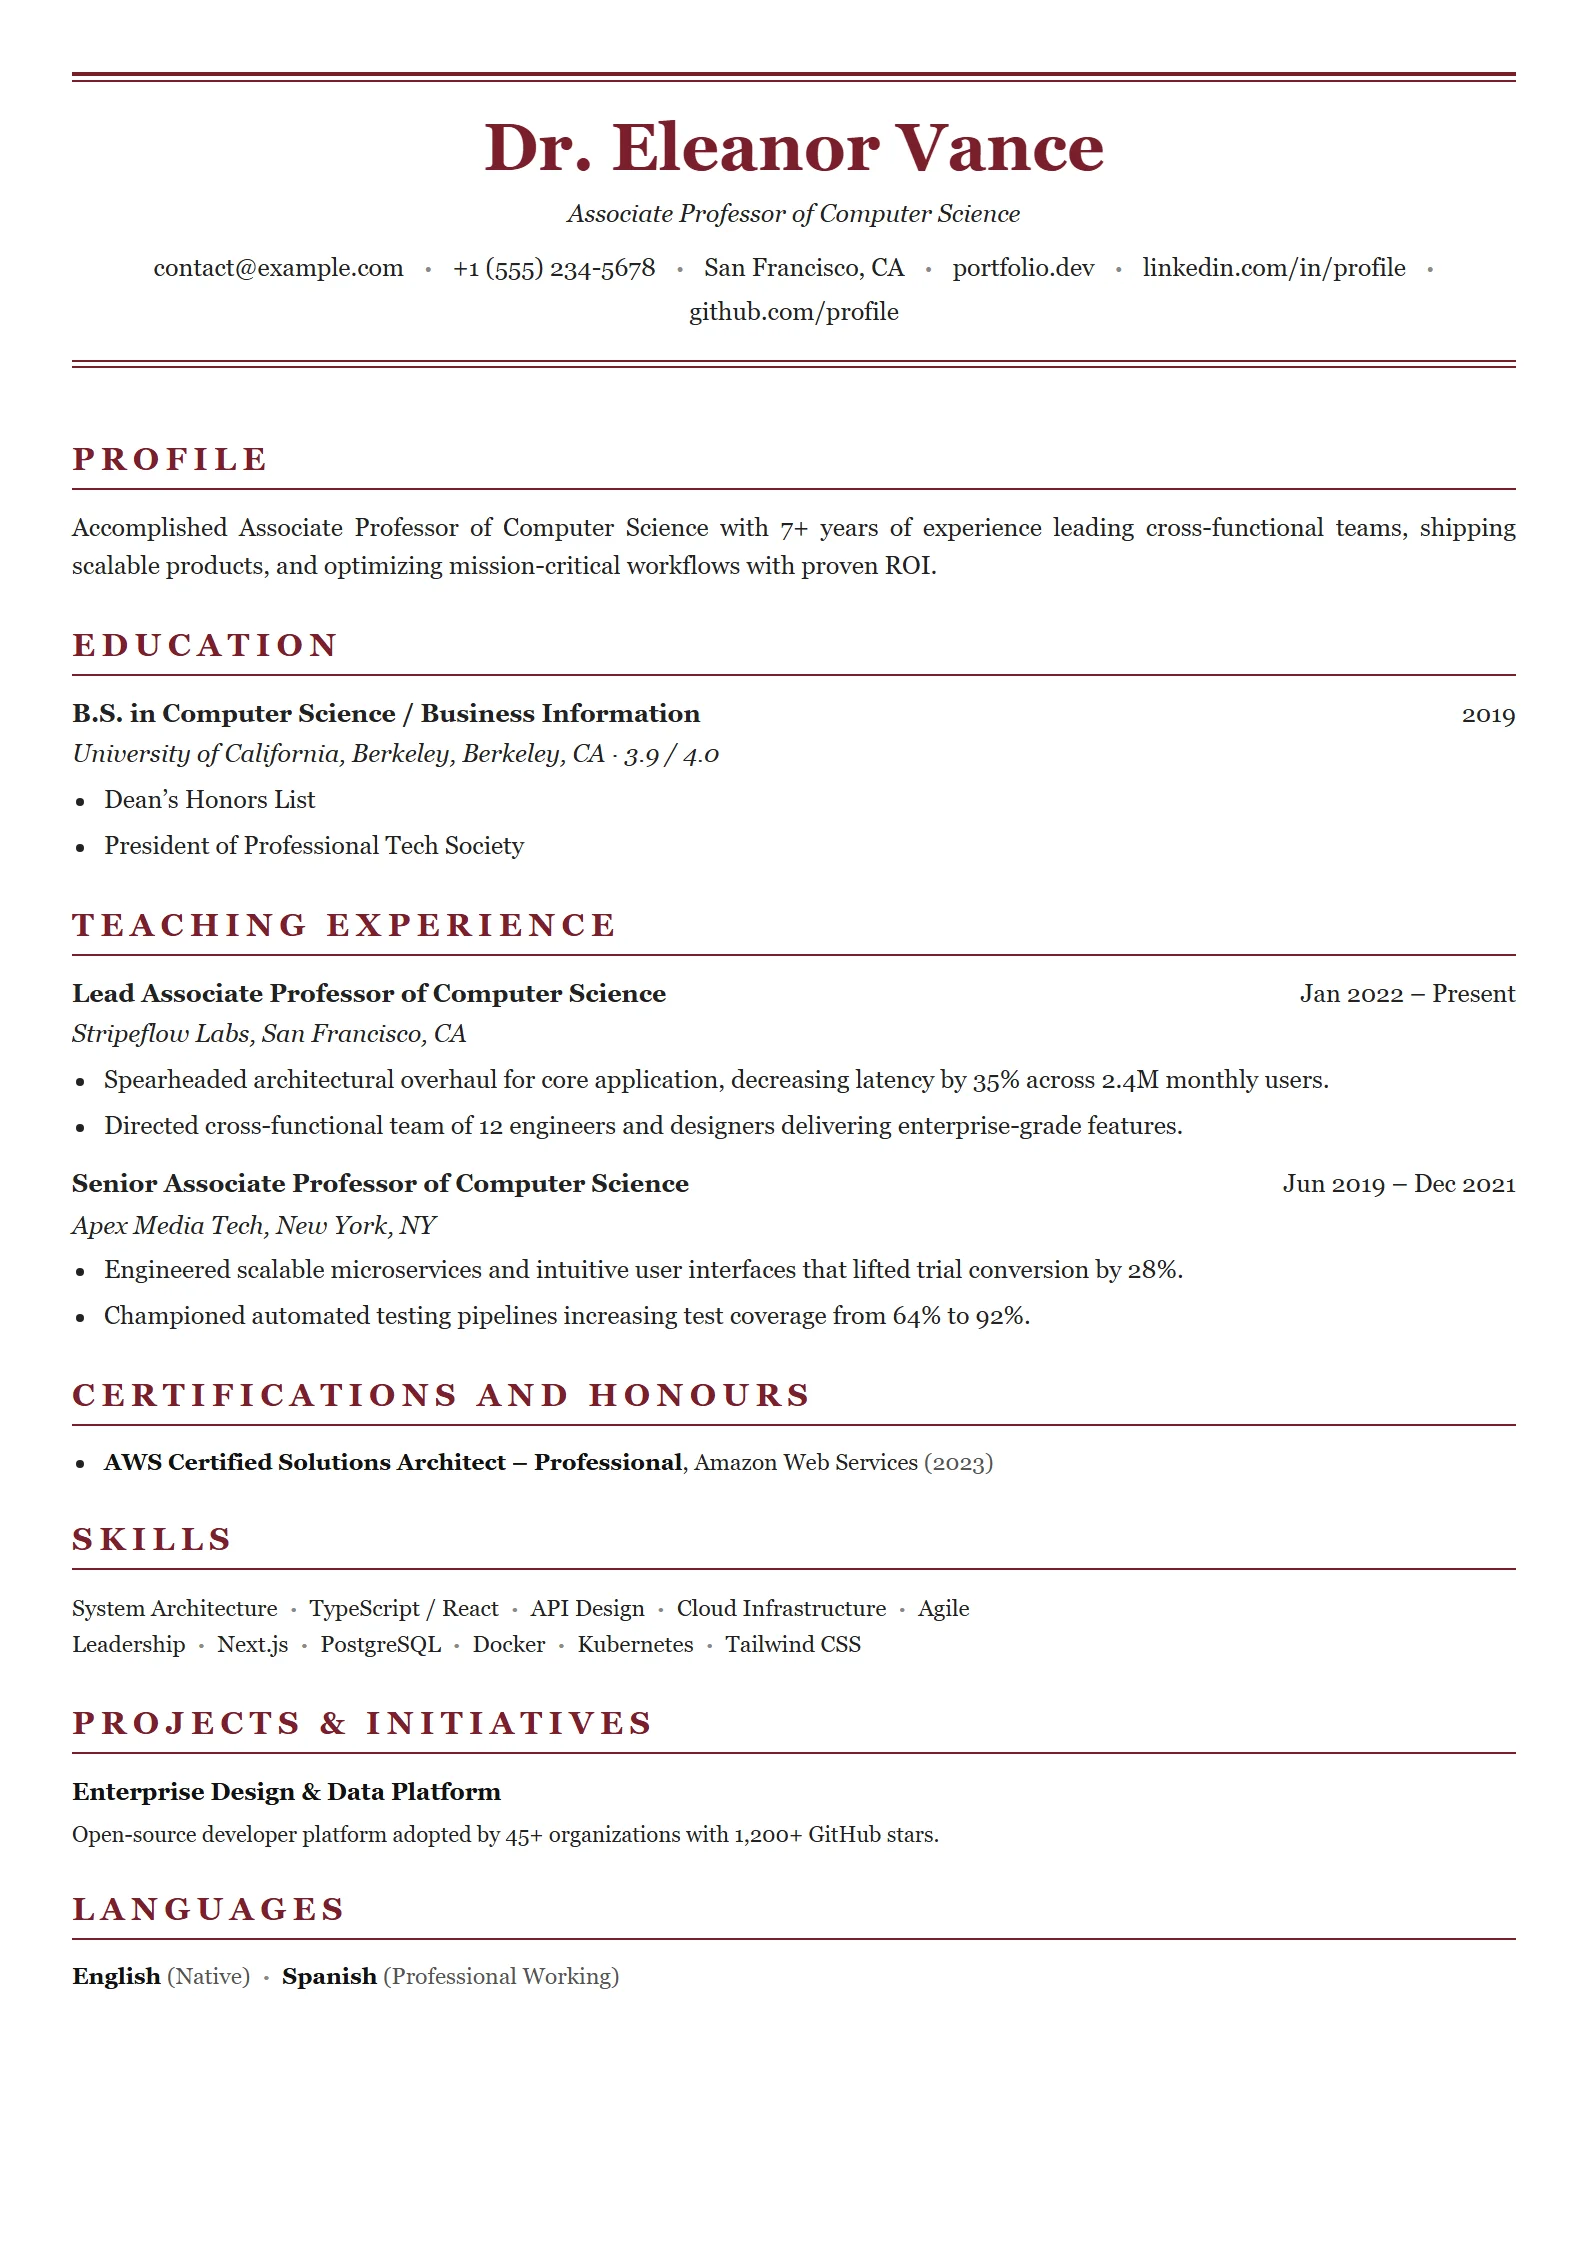 Dr. Eleanor Vance
Associate Professor of Computer Science
contact@example.com • +1 (555) 234-5678 • San Francisco, CA • portfolio.dev • linkedin.com/in/profile •
github.com/profile
PROFILE
Accomplished Associate Professor of Computer Science with 7+ years of experience leading cross-functional teams, shipping
scalable products, and optimizing mission-critical workflows with proven ROI.
EDUCATION
B.S. in Computer Science / Business Information 2019
University of California, Berkeley, Berkeley, CA · 3.9 / 4.0
• Dean’s Honors List
• President of Professional Tech Society
TEACHING EXPERIENCE
Lead Associate Professor of Computer Science Jan 2022 – Present
Stripeflow Labs, San Francisco, CA
• Spearheaded architectural overhaul for core application, decreasing latency by 35% across 2.4M monthly users.
• Directed cross-functional team of 12 engineers and designers delivering enterprise-grade features.
Senior Associate Professor of Computer Science Jun 2019 – Dec 2021
Apex Media Tech, New York, NY
• Engineered scalable microservices and intuitive user interfaces that lifted trial conversion by 28%.
• Championed automated testing pipelines increasing test coverage from 64% to 92%.
CERTIFICATIONS AND HONOURS
• AWS Certified Solutions Architect – Professional, Amazon Web Services (2023)
SKILLS
System Architecture • TypeScript / React • API Design • Cloud Infrastructure • Agile
Leadership • Next.js • PostgreSQL • Docker • Kubernetes • Tailwind CSS
PROJECTS & INITIATIVES
Enterprise Design & Data Platform
Open-source developer platform adopted by 45+ organizations with 1,200+ GitHub stars.
LANGUAGES
English (Native) • Spanish (Professional Working)